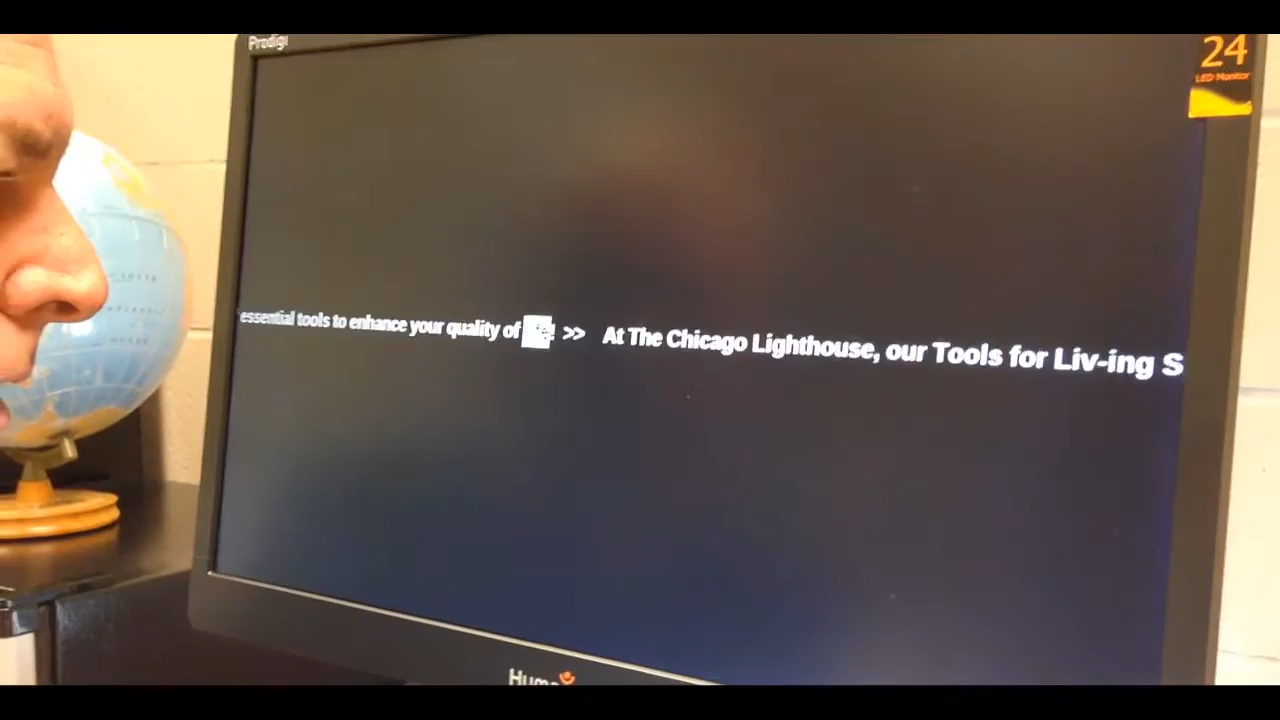 Prodigi
24
LED Monitor
essential tools to enhance your quality of >> At The Chicago Lighthouse, our Tools for Liv-ing S